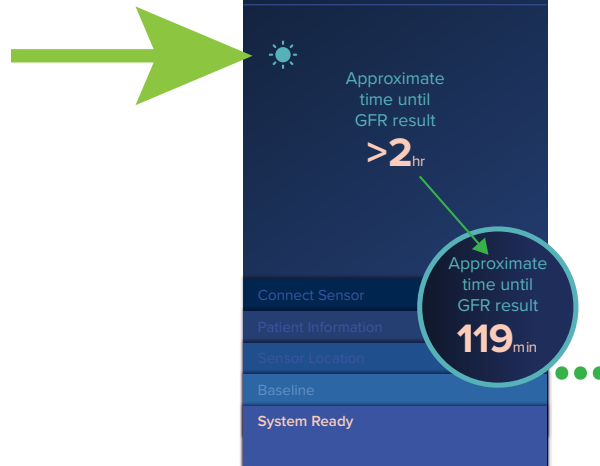 Approximate
time until
GFR result
>2hr
Approximate
time until
GFR result
119min
Connect Sensor
Patient Information
Sensor Location
Baseline
System Ready